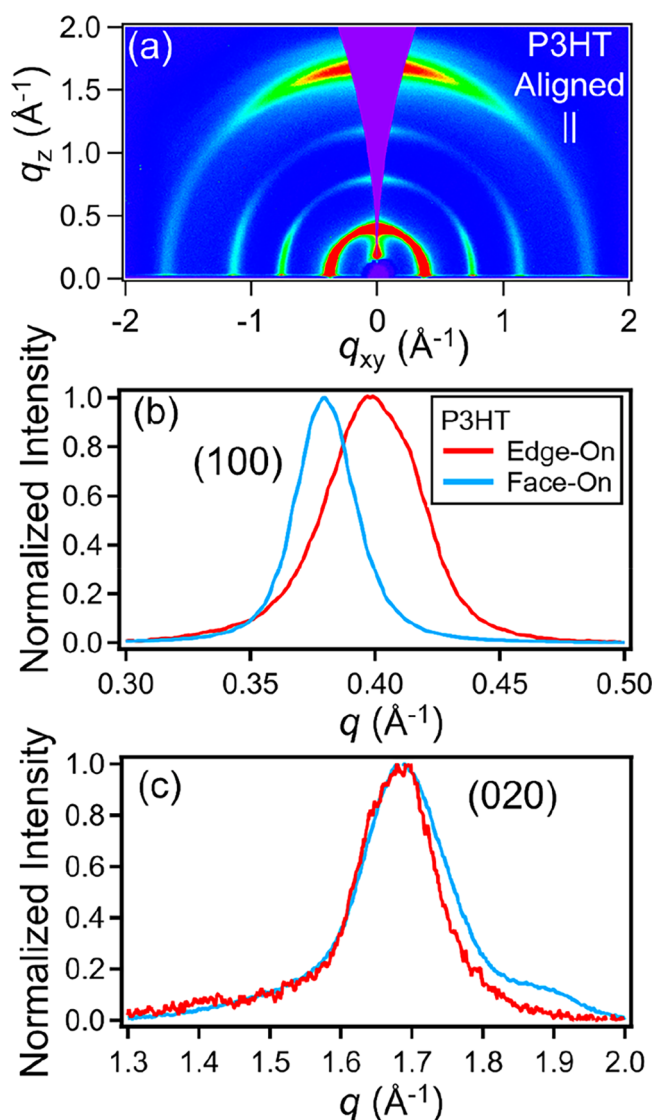 (a)
P3HT
Aligned
||
qz (Å-1)
2.0
1.5
1.0
0.5
0.0
-2
-1
0
1
2
qxy (Å-1)
(b)
(100)
P3HT
Edge-On
Face-On
Normalized Intensity
1.0
0.8
0.6
0.4
0.2
0.0
0.30
0.35
0.40
0.45
0.50
q (Å-1)
(c)
(020)
Normalized Intensity
1.0
0.8
0.6
0.4
0.2
0.0
1.3
1.4
1.5
1.6
1.7
1.8
1.9
2.0
q (Å-1)